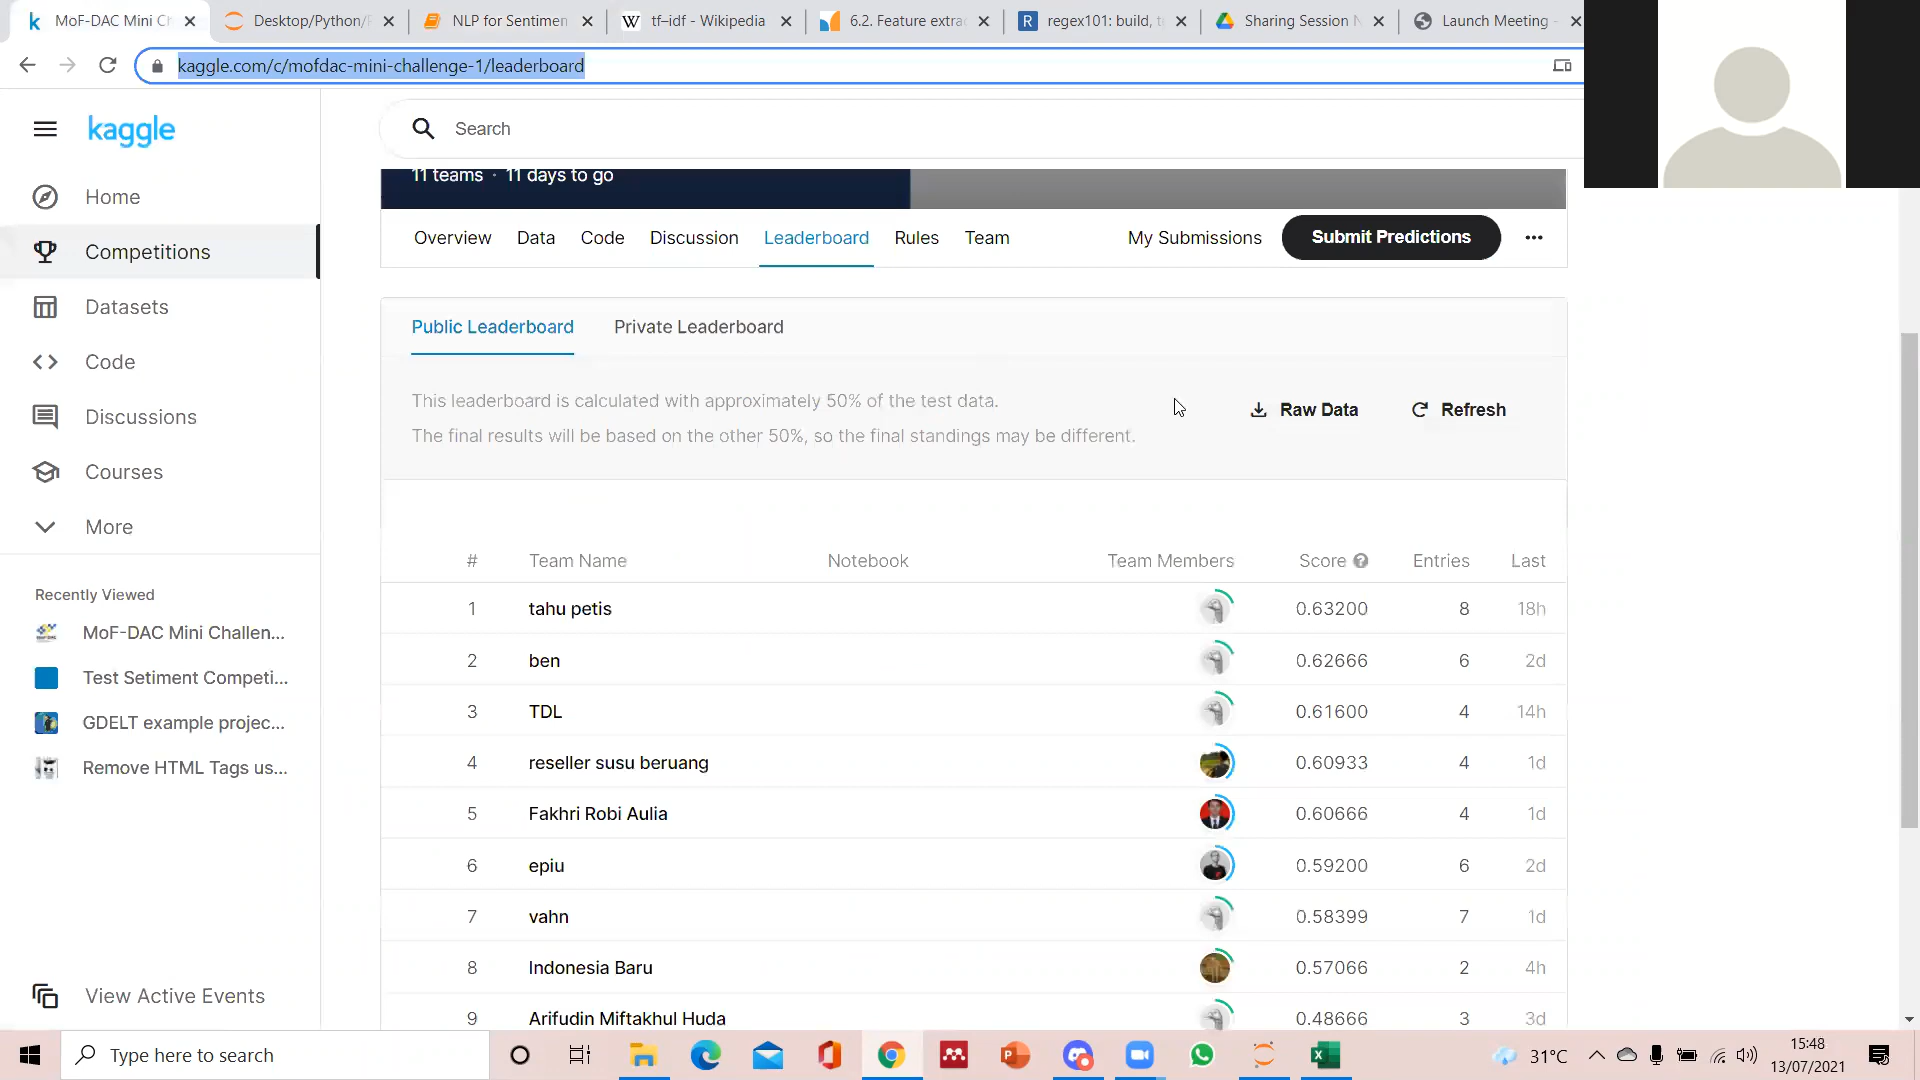 MoF-DAC Mini Ch
Desktop/Python/
NLP for Sentimen
tf–idf - Wikipedia
6.2. Feature extrac
regex101: build, te
Sharing Session N
Launch Meeting -
kaggle.com/c/mofdac-mini-challenge-1/leaderboard
kaggle
Search
11 teams · 11 days to go
Home
Competitions
Datasets
Code
Discussions
Courses
More
Overview Data Code Discussion Leaderboard Rules Team My Submissions Submit Predictions
Public Leaderboard Private Leaderboard
This leaderboard is calculated with approximately 50% of the test data.
The final results will be based on the other 50%, so the final standings may be different.
Raw Data Refresh
# Team Name Notebook Team Members Score Entries Last
1 tahu petis 0.63200 8 18h
2 ben 0.62666 6 2d
3 TDL 0.61600 4 14h
4 reseller susu beruang 0.60933 4 1d
5 Fakhri Robi Aulia 0.60666 4 1d
6 epiu 0.59200 6 2d
7 vahn 0.58399 7 1d
8 Indonesia Baru 0.57066 2 4h
9 Arifudin Miftakhul Huda 0.48666 3 3d
Recently Viewed
MoF-DAC Mini Challen...
Test Setiment Competi...
GDELT example projec...
Remove HTML Tags us...
View Active Events
Type here to search
31°C
15:48
13/07/2021